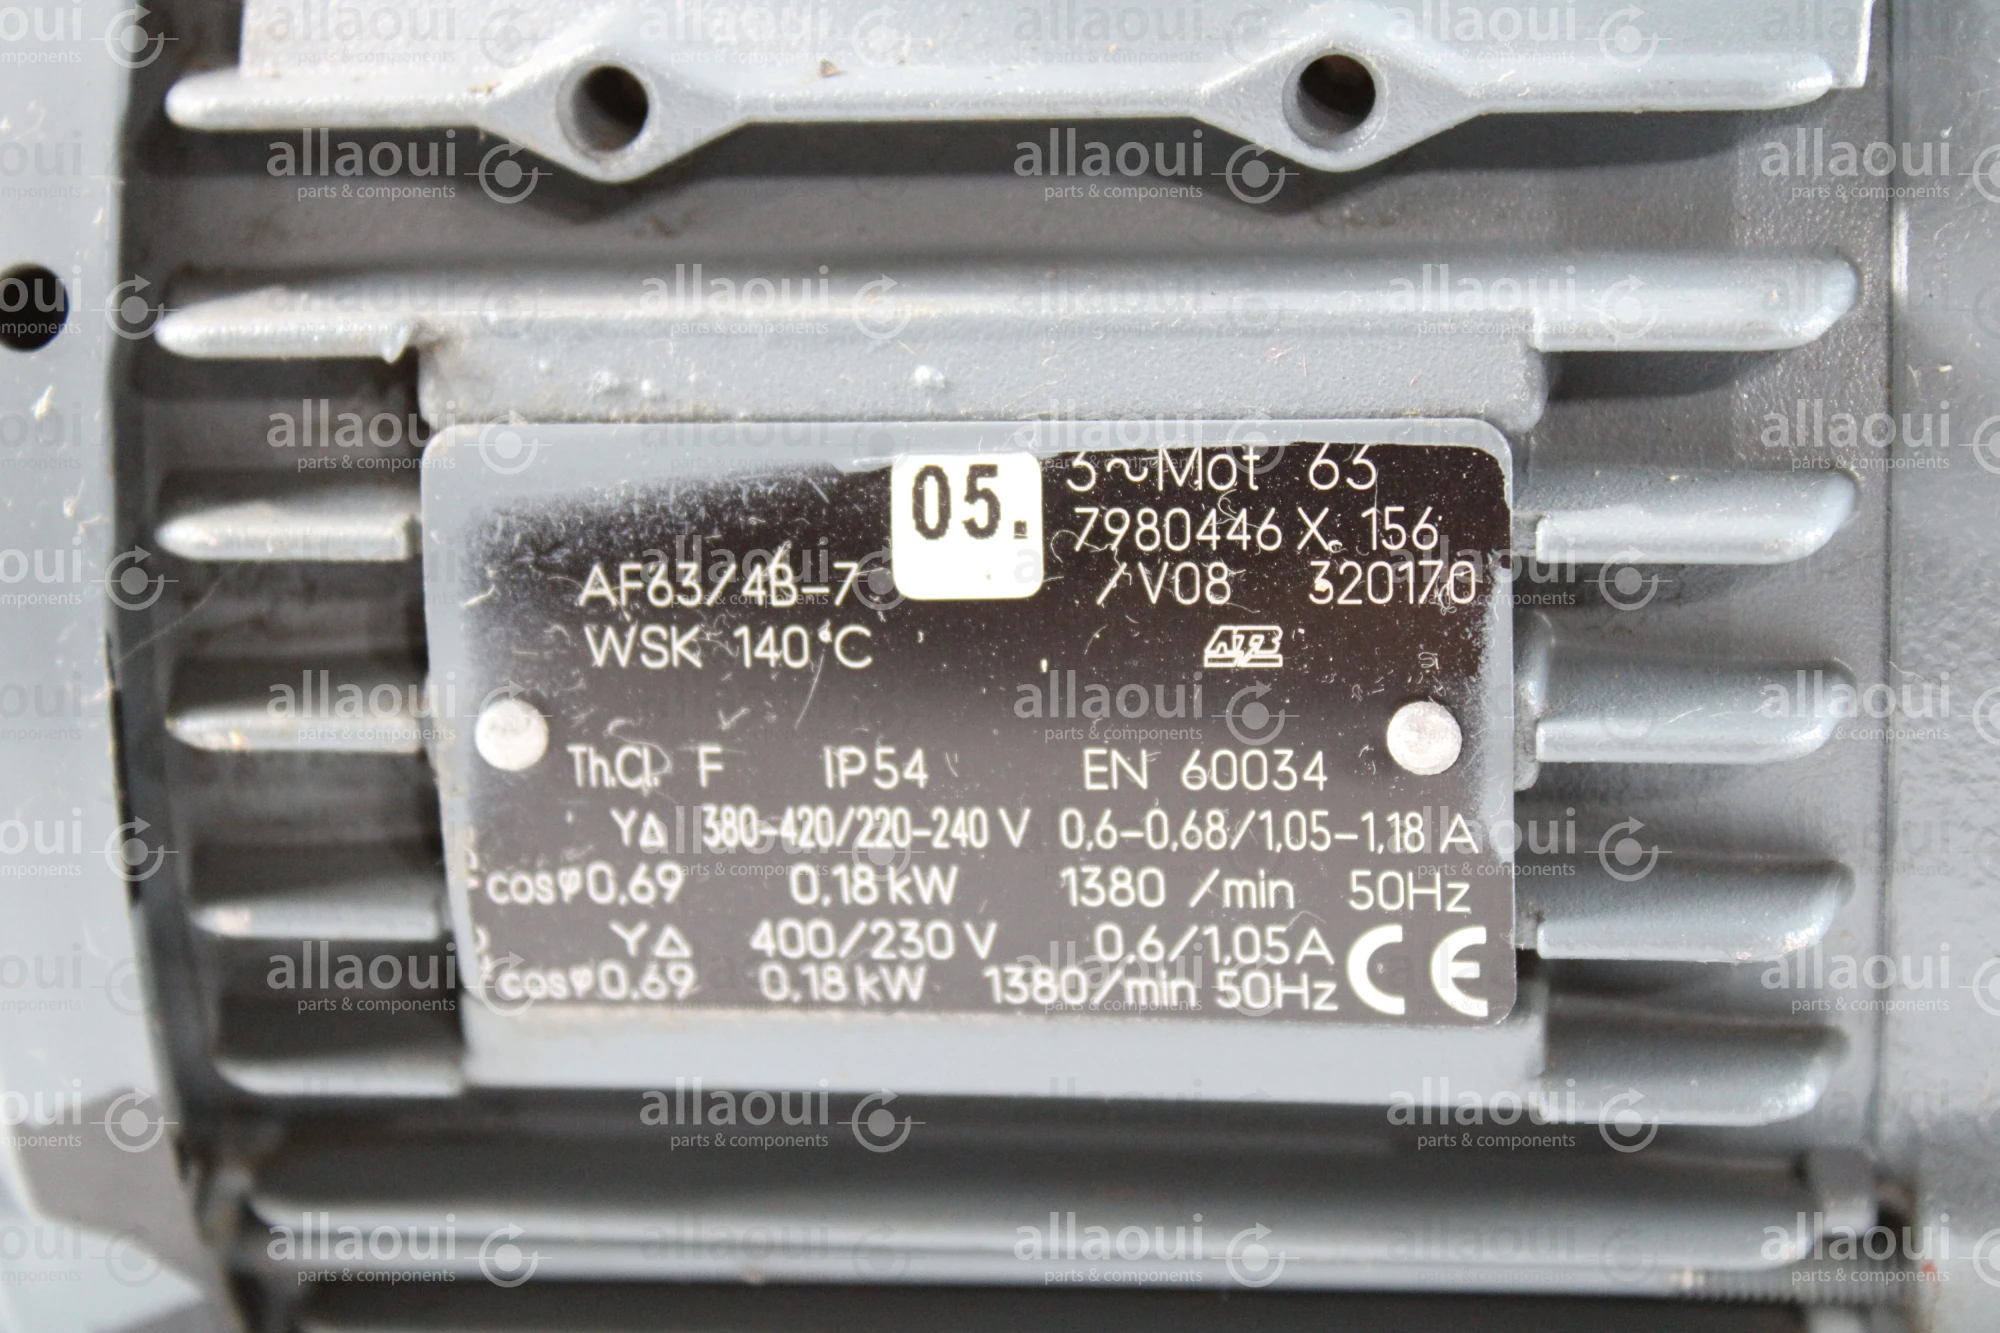 05.
3~Mot 63
7980446 X 156
AF63/4B-7 /V08 320170
WSK 140°C
Th.Cl. F IP54 EN 60034
Y∆ 380-420/220-240 V 0,6-0,68/1,05-1,18 A
cosφ0.69 0,18 kW 1380 /min 50Hz
Y∆ 400/230 V 0.6/1.05A CE
cosφ0.69 0.18 kW 1380/min 50Hz
allaoui
parts & components